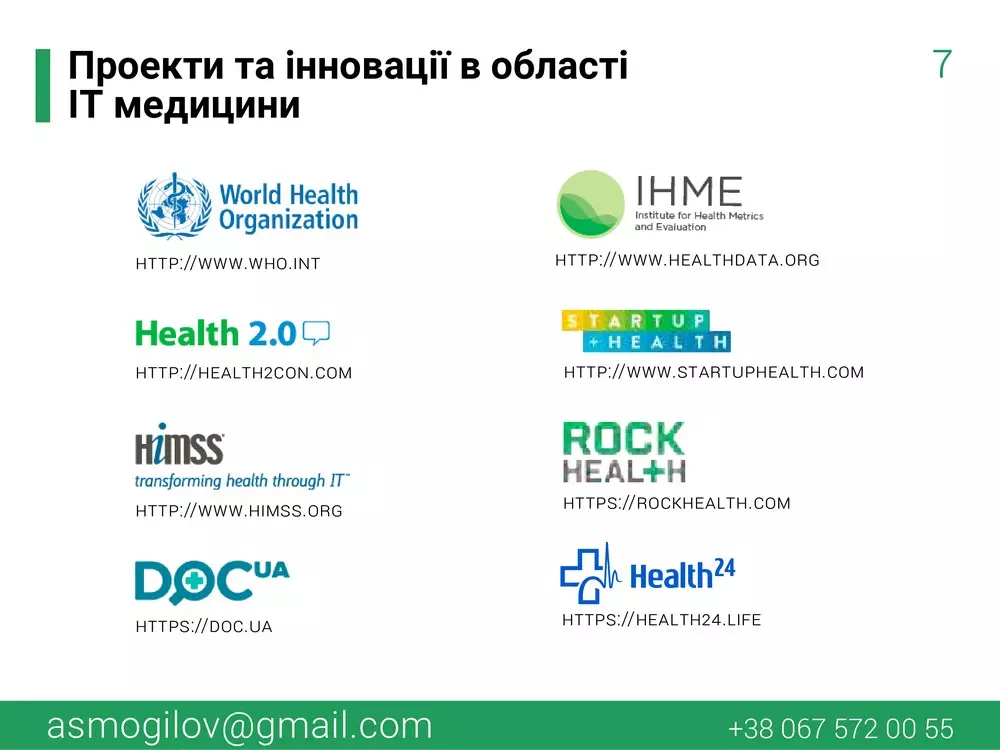 Проекти та інновації в області
ІТ медицини
7
World Health
Organization
HTTP://WWW.WHO.INT
IHME
Institute for Health Metrics
and Evaluation
HTTP://WWW.HEALTHDATA.ORG
Health 2.0
HTTP://HEALTH2CON.COM
STARTUP
+HEALTH
HTTP://WWW.STARTUPHEALTH.COM
HiMSS
transforming health through IT™
HTTP://WWW.HIMSS.ORG
ROCK
HEALTH
HTTPS://ROCKHEALTH.COM
DOC UA
HTTPS://DOC.UA
Health24
HTTPS://HEALTH24.LIFE
asmogilov@gmail.com
+38 067 572 00 55